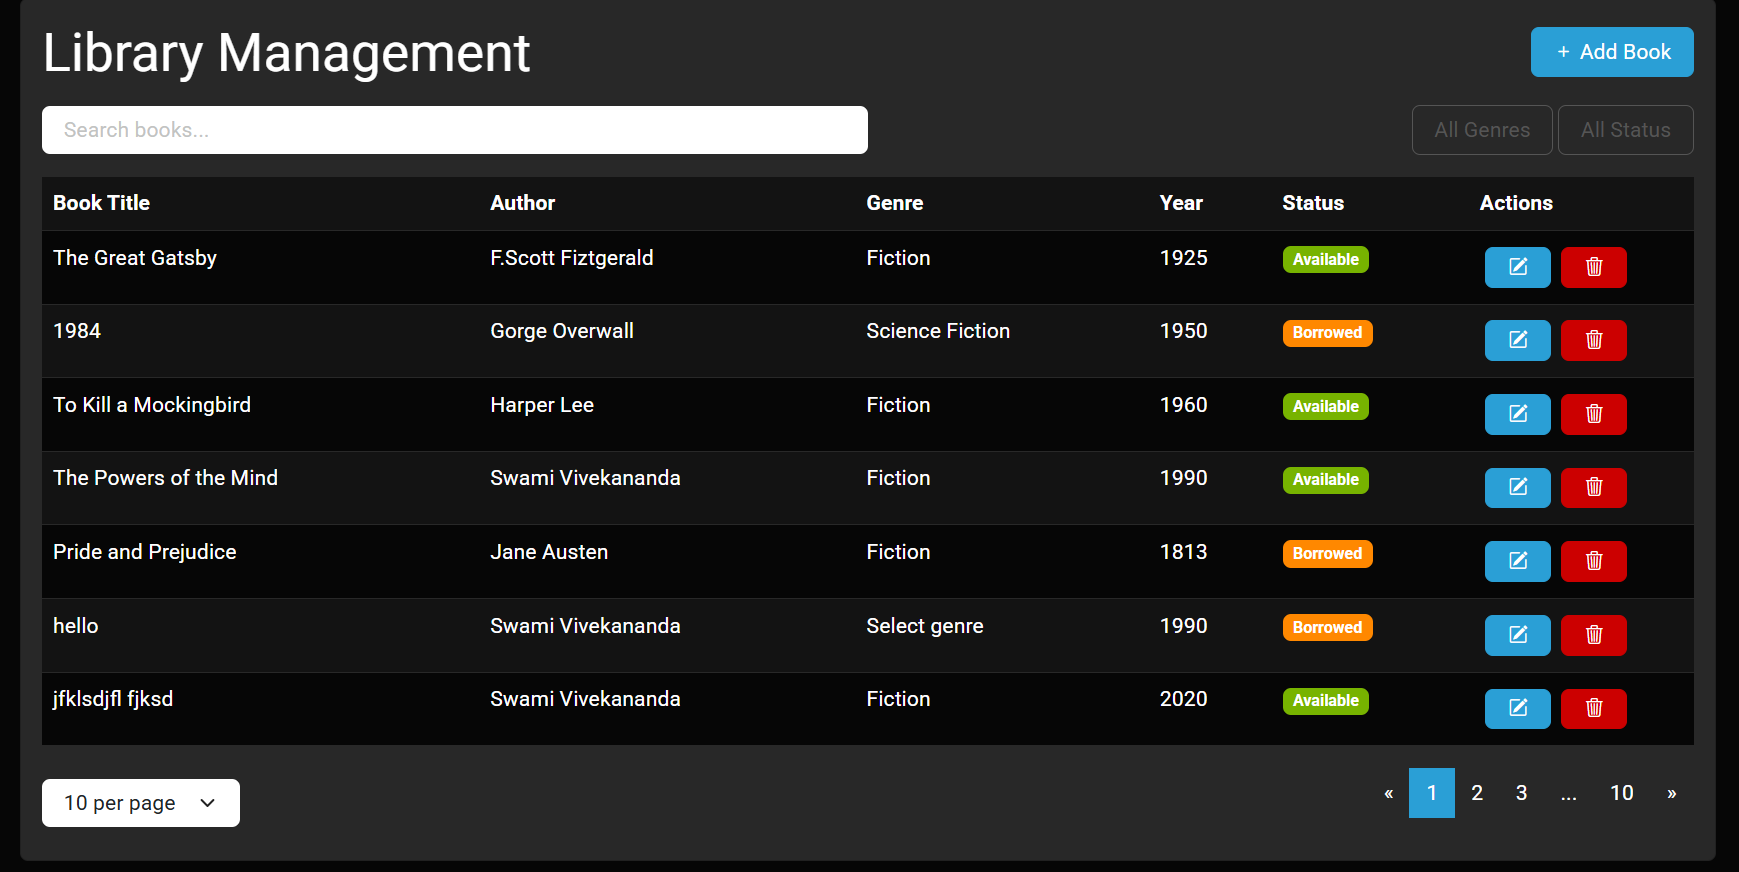 Library Management
+ Add Book
Search books...
All Genres All Status
Book Title Author Genre Year Status Actions
The Great Gatsby F.Scott Fiztgerald Fiction 1925 Available
1984 Gorge Overwall Science Fiction 1950 Borrowed
To Kill a Mockingbird Harper Lee Fiction 1960 Available
The Powers of the Mind Swami Vivekananda Fiction 1990 Available
Pride and Prejudice Jane Austen Fiction 1813 Borrowed
hello Swami Vivekananda Select genre 1990 Borrowed
jfklsdjfl fjksd Swami Vivekananda Fiction 2020 Available
10 per page
« 1 2 3 ... 10 »